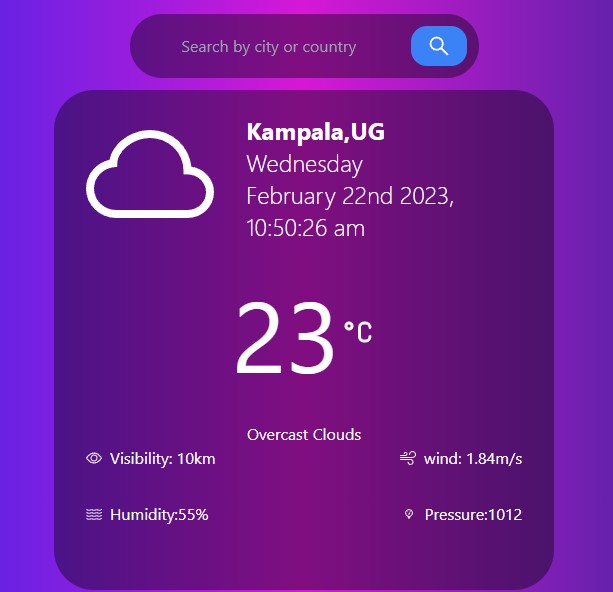 Search by city or country
Kampala,UG
Wednesday
February 22nd 2023,
10:50:26 am
23 °C
Overcast Clouds
Visibility: 10km
wind: 1.84m/s
Humidity:55%
Pressure:1012